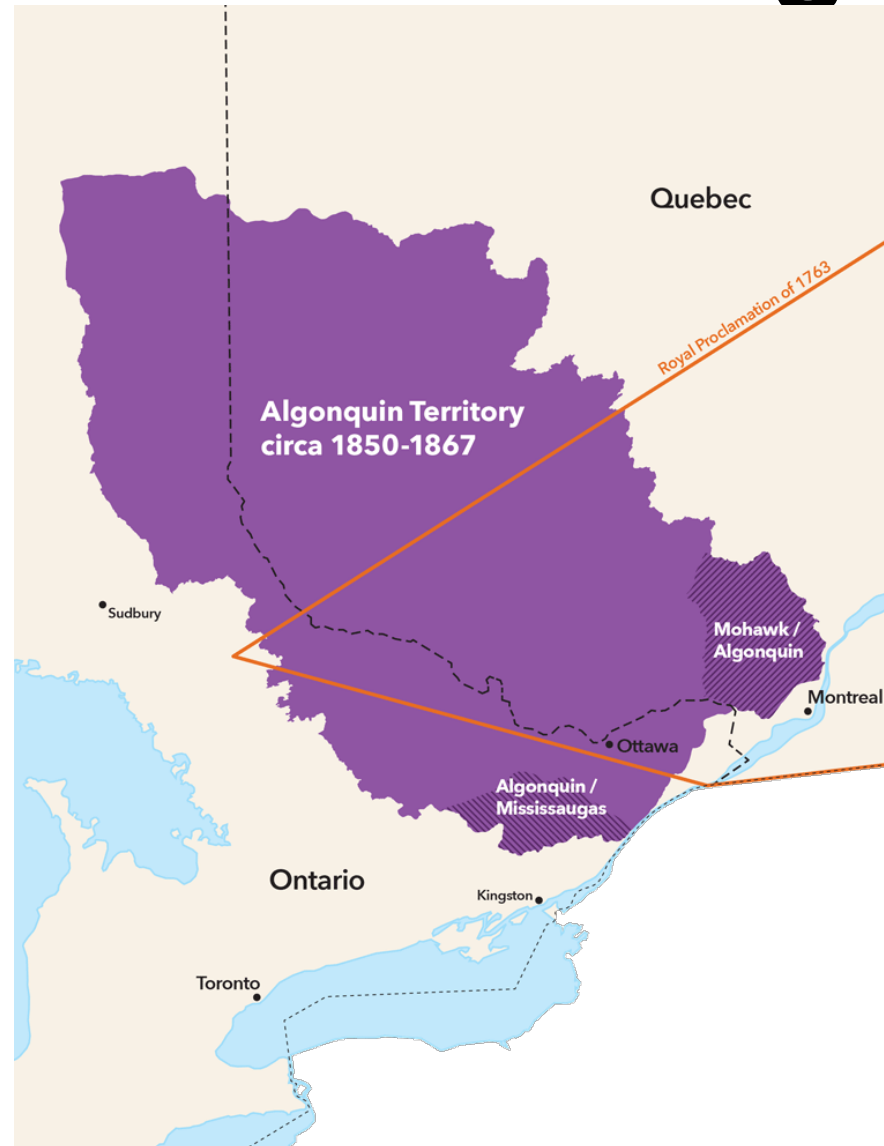 Quebec
Royal Proclamation of 1763
Algonquin Territory
circa 1850-1867
Sudbury
Mohawk /
Algonquin
Montreal
Ottawa
Algonquin /
Mississaugas
Ontario
Kingston
Toronto